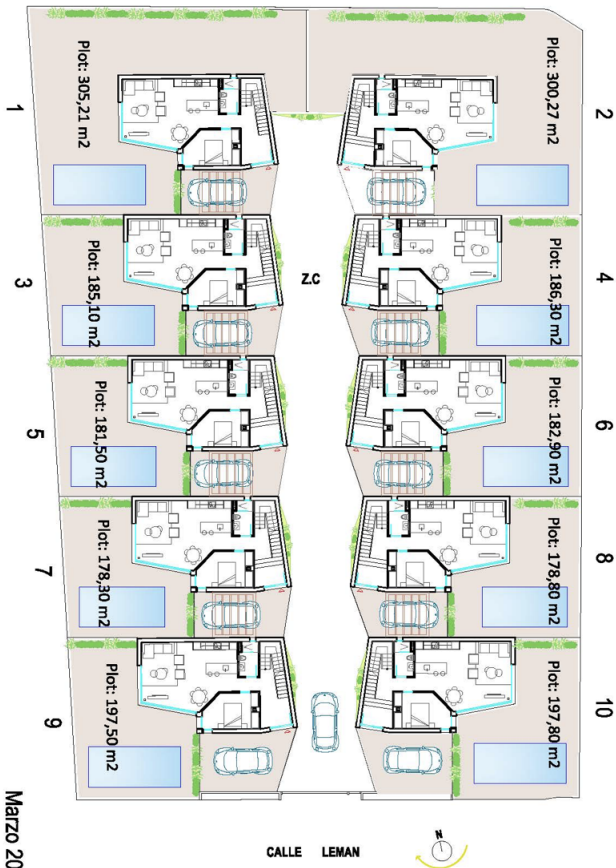 1
Plot: 305,21 m2
Plot: 300,27 m2
2
3
Plot: 185,10 m2
Z.C
Plot: 186,30 m2
4
5
Plot: 181,50 m2
Plot: 182,90 m2
6
7
Plot: 178,30 m2
Plot: 178,80 m2
8
9
Plot: 197,50 m2
Plot: 197,80 m2
10
Marzo 20
CALLE LEMAN
N